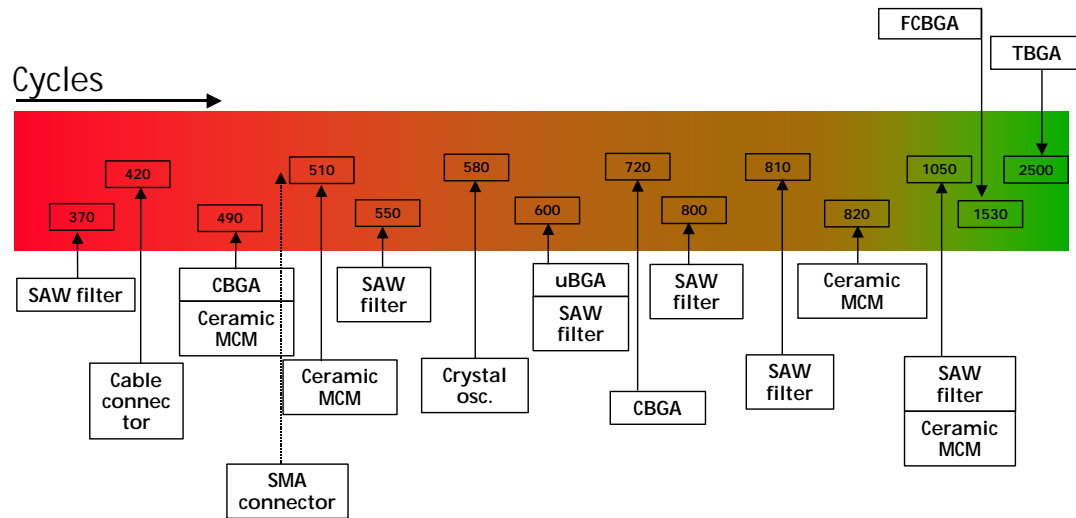 FCBGA
TBGA
Cycles
420
510
580
720
810
1050
2500
370
490
550
600
800
820
1530
SAW filter
CBGA
Ceramic
MCM
SAW
filter
uBGA
SAW
filter
SAW
filter
Ceramic
MCM
Cable
connec
tor
Ceramic
MCM
Crystal
osc.
CBGA
SAW
filter
SAW
filter
Ceramic
MCM
SMA
connector